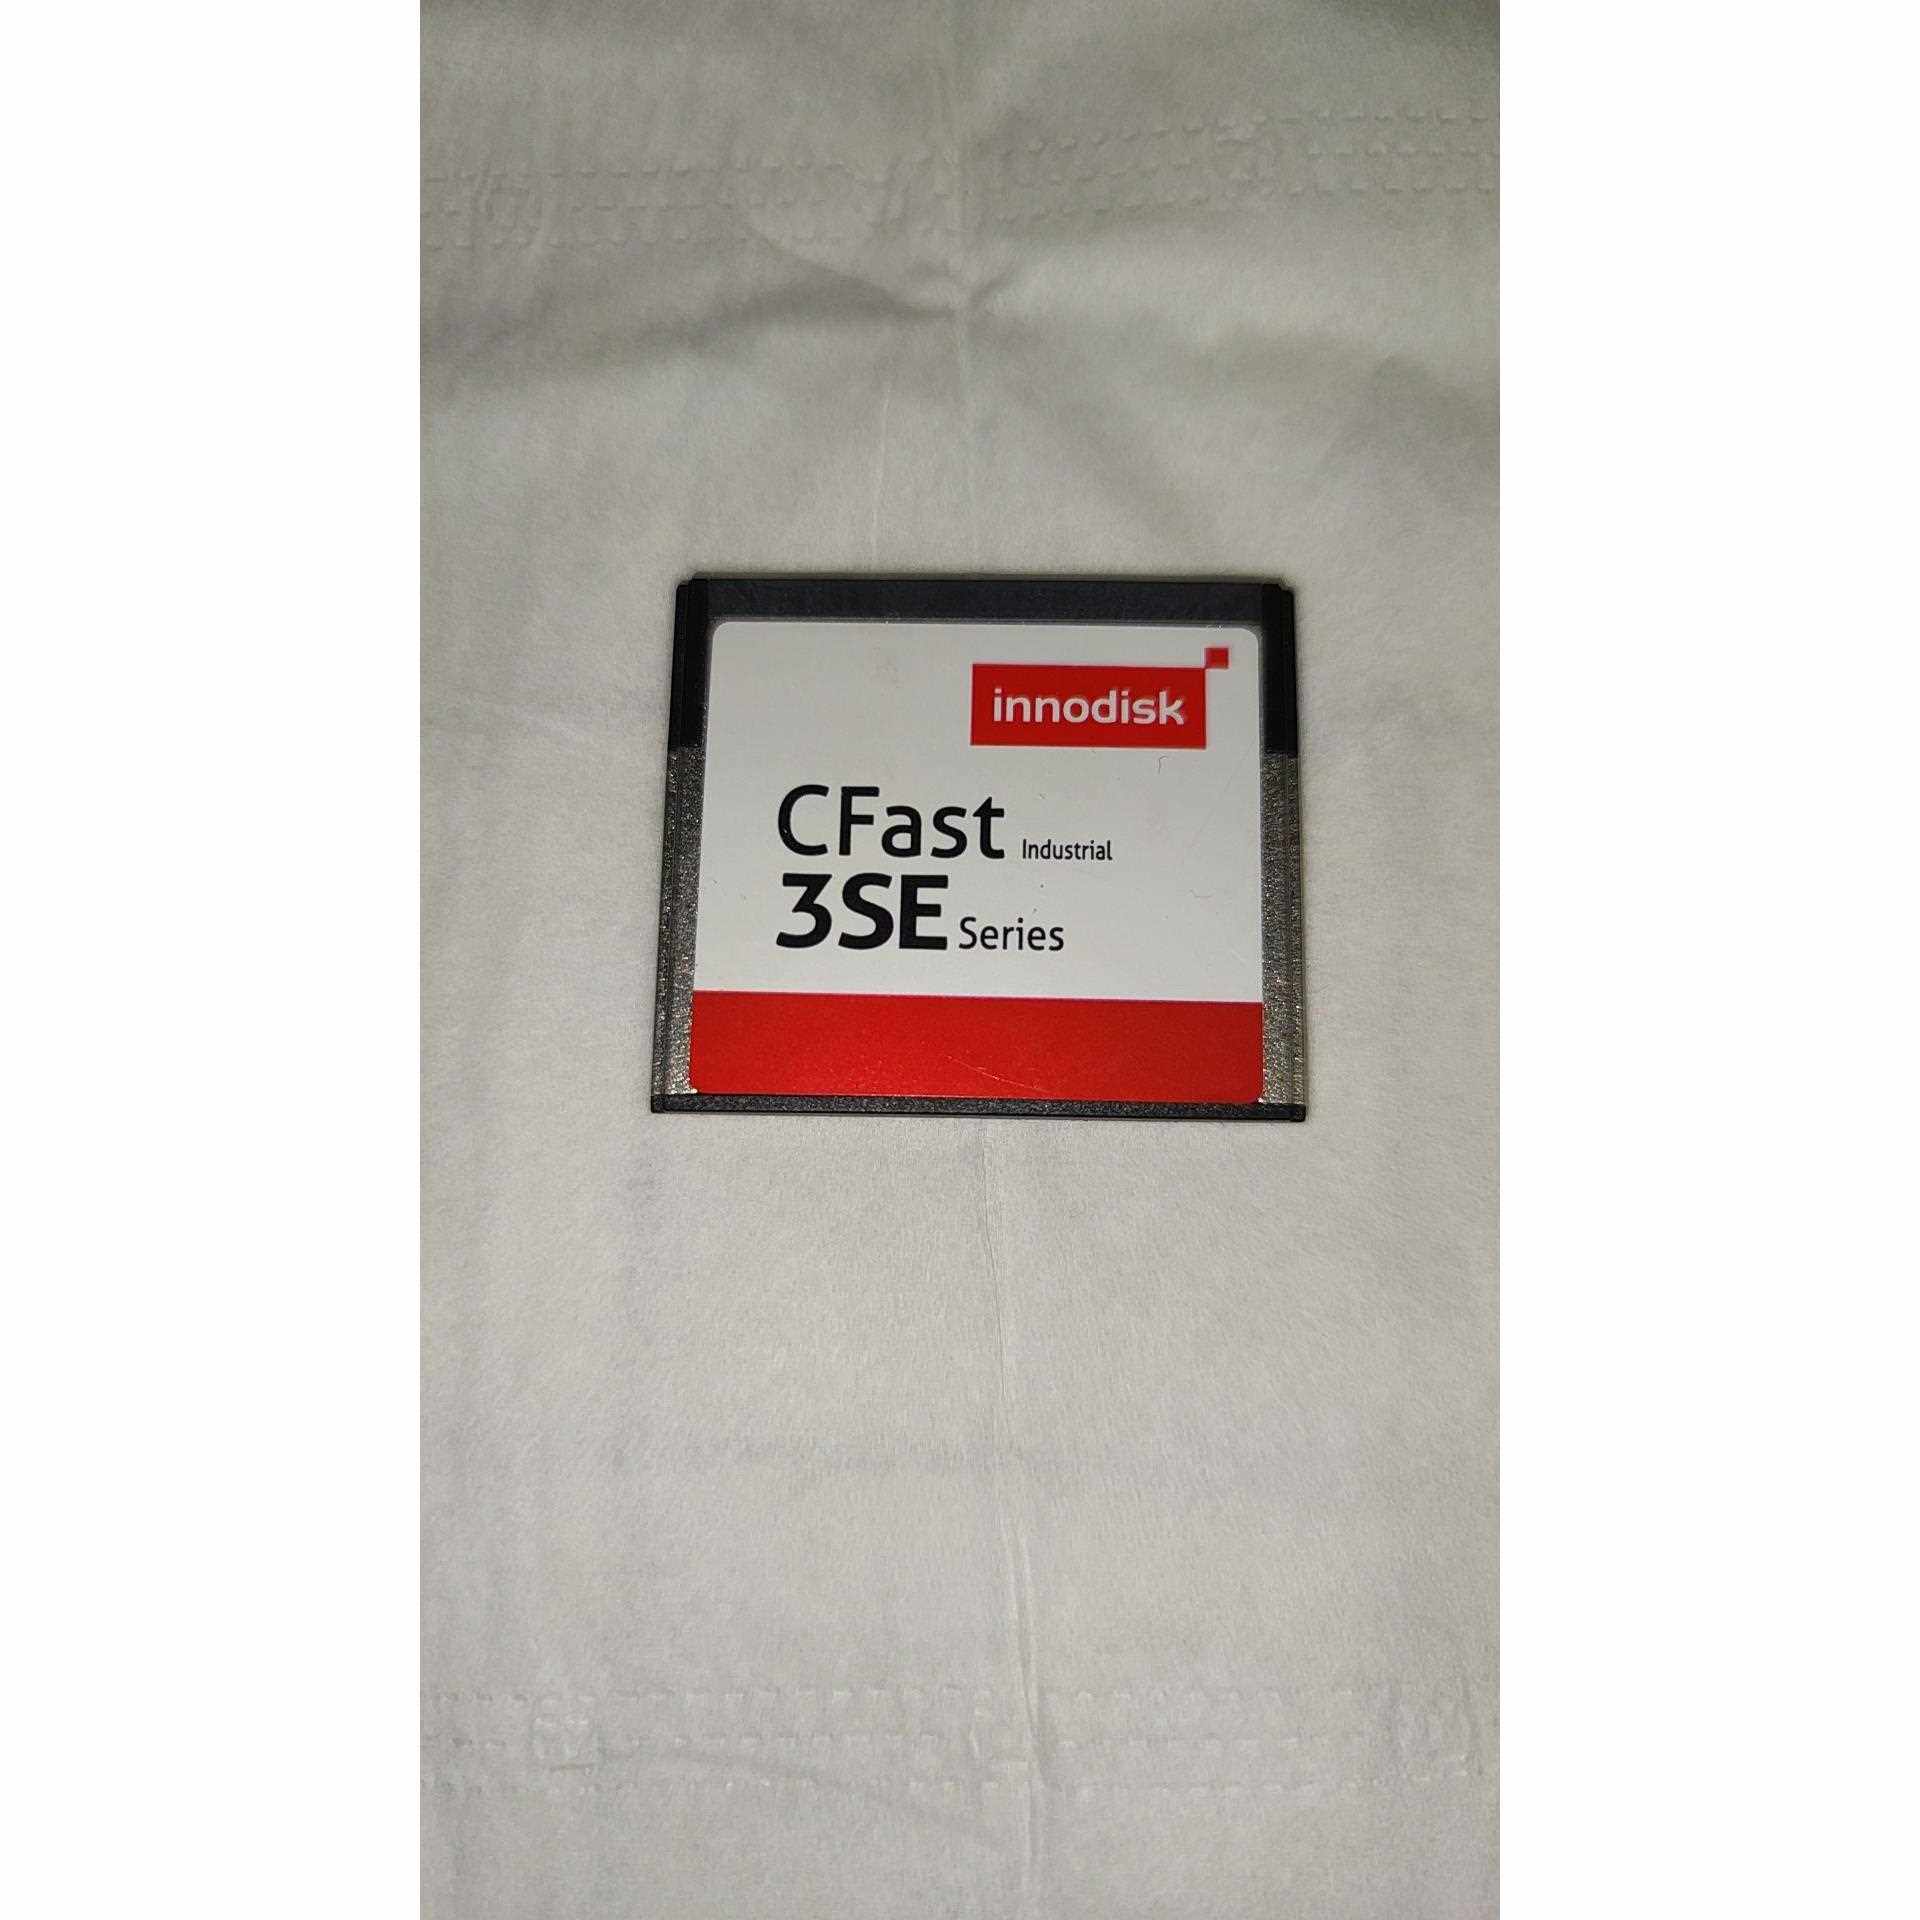 innodisk
CFast Industrial
3SE Series